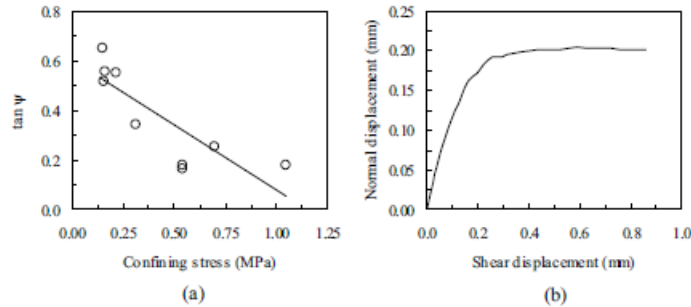 0.8
0.6
0.4
0.2
0.0
tan ψ
0.00 0.25 0.50 0.75 1.00 1.25
Confining stress (MPa)
(a)
0.25
0.20
0.15
0.10
0.05
0.00
Normal displacement (mm)
0.0 0.2 0.4 0.6 0.8 1.0
Shear displacement (mm)
(b)